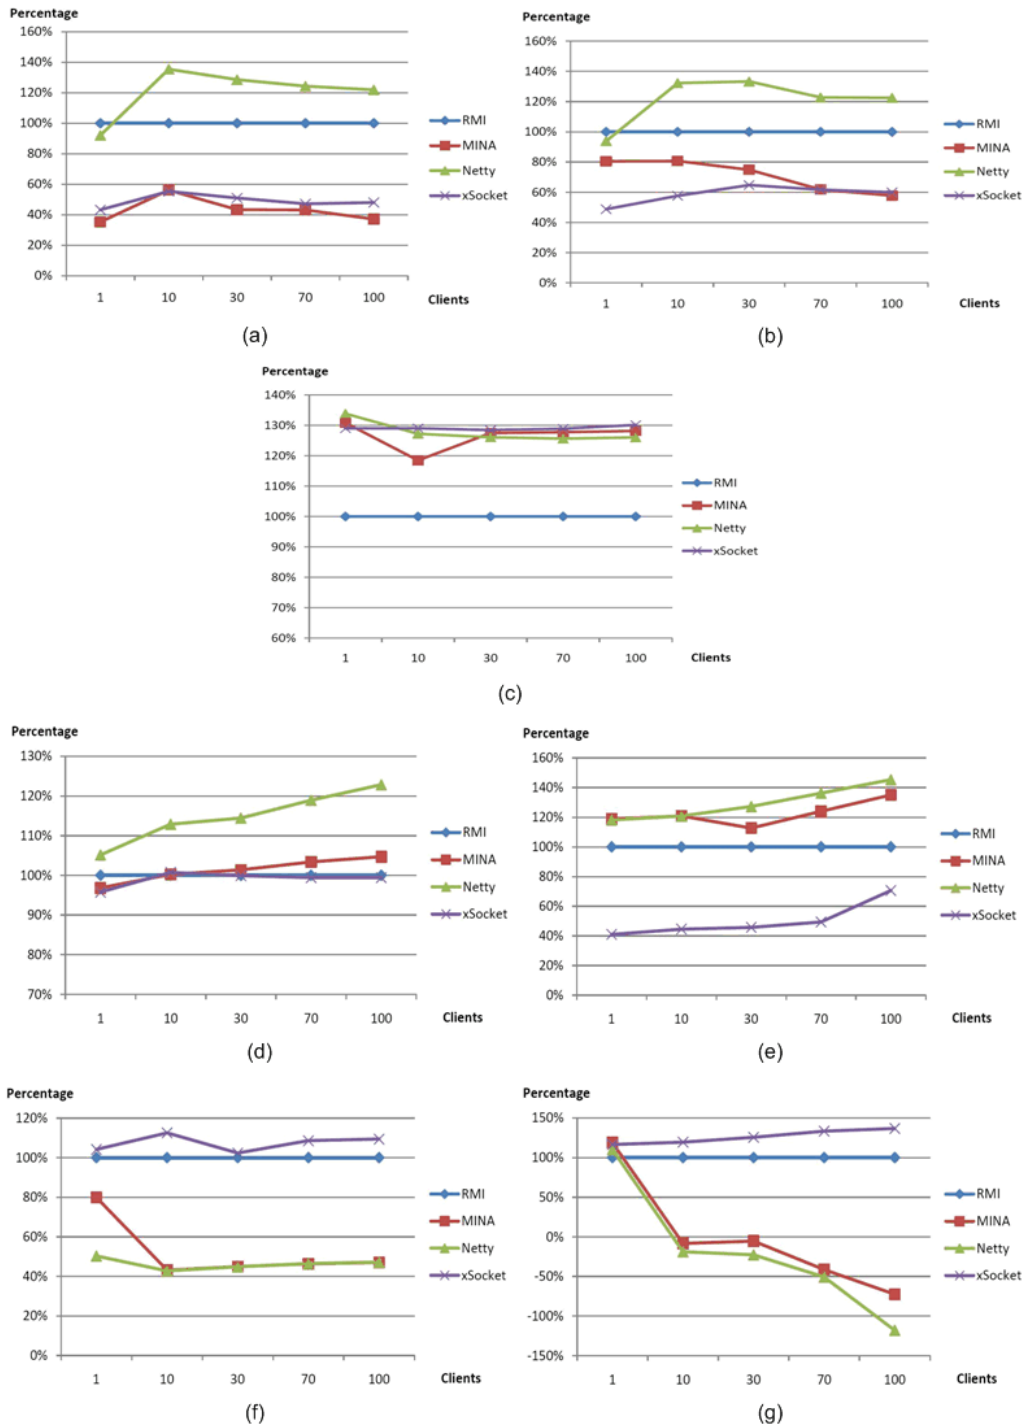 Percentage
160%
140%
120%
100%
80%
60%
40%
20%
0%
1 10 30 70 100 Clients
RMI
MINA
Netty
xSocket
(a)
Percentage
160%
140%
120%
100%
80%
60%
40%
20%
0%
1 10 30 70 100 Clients
RMI
MINA
Netty
xSocket
(b)
Percentage
140%
130%
120%
110%
100%
90%
80%
70%
60%
1 10 30 70 100 Clients
RMI
MINA
Netty
xSocket
(c)
Percentage
130%
120%
110%
100%
90%
80%
70%
1 10 30 70 100 Clients
RMI
MINA
Netty
xSocket
(d)
Percentage
160%
140%
120%
100%
80%
60%
40%
20%
0%
1 10 30 70 100 Clients
RMI
MINA
Netty
xSocket
(e)
Percentage
120%
100%
80%
60%
40%
20%
0%
1 10 30 70 100 Clients
RMI
MINA
Netty
xSocket
(f)
Percentage
150%
100%
50%
0%
-50%
-100%
-150%
1 10 30 70 100 Clients
RMI
MINA
Netty
xSocket
(g)